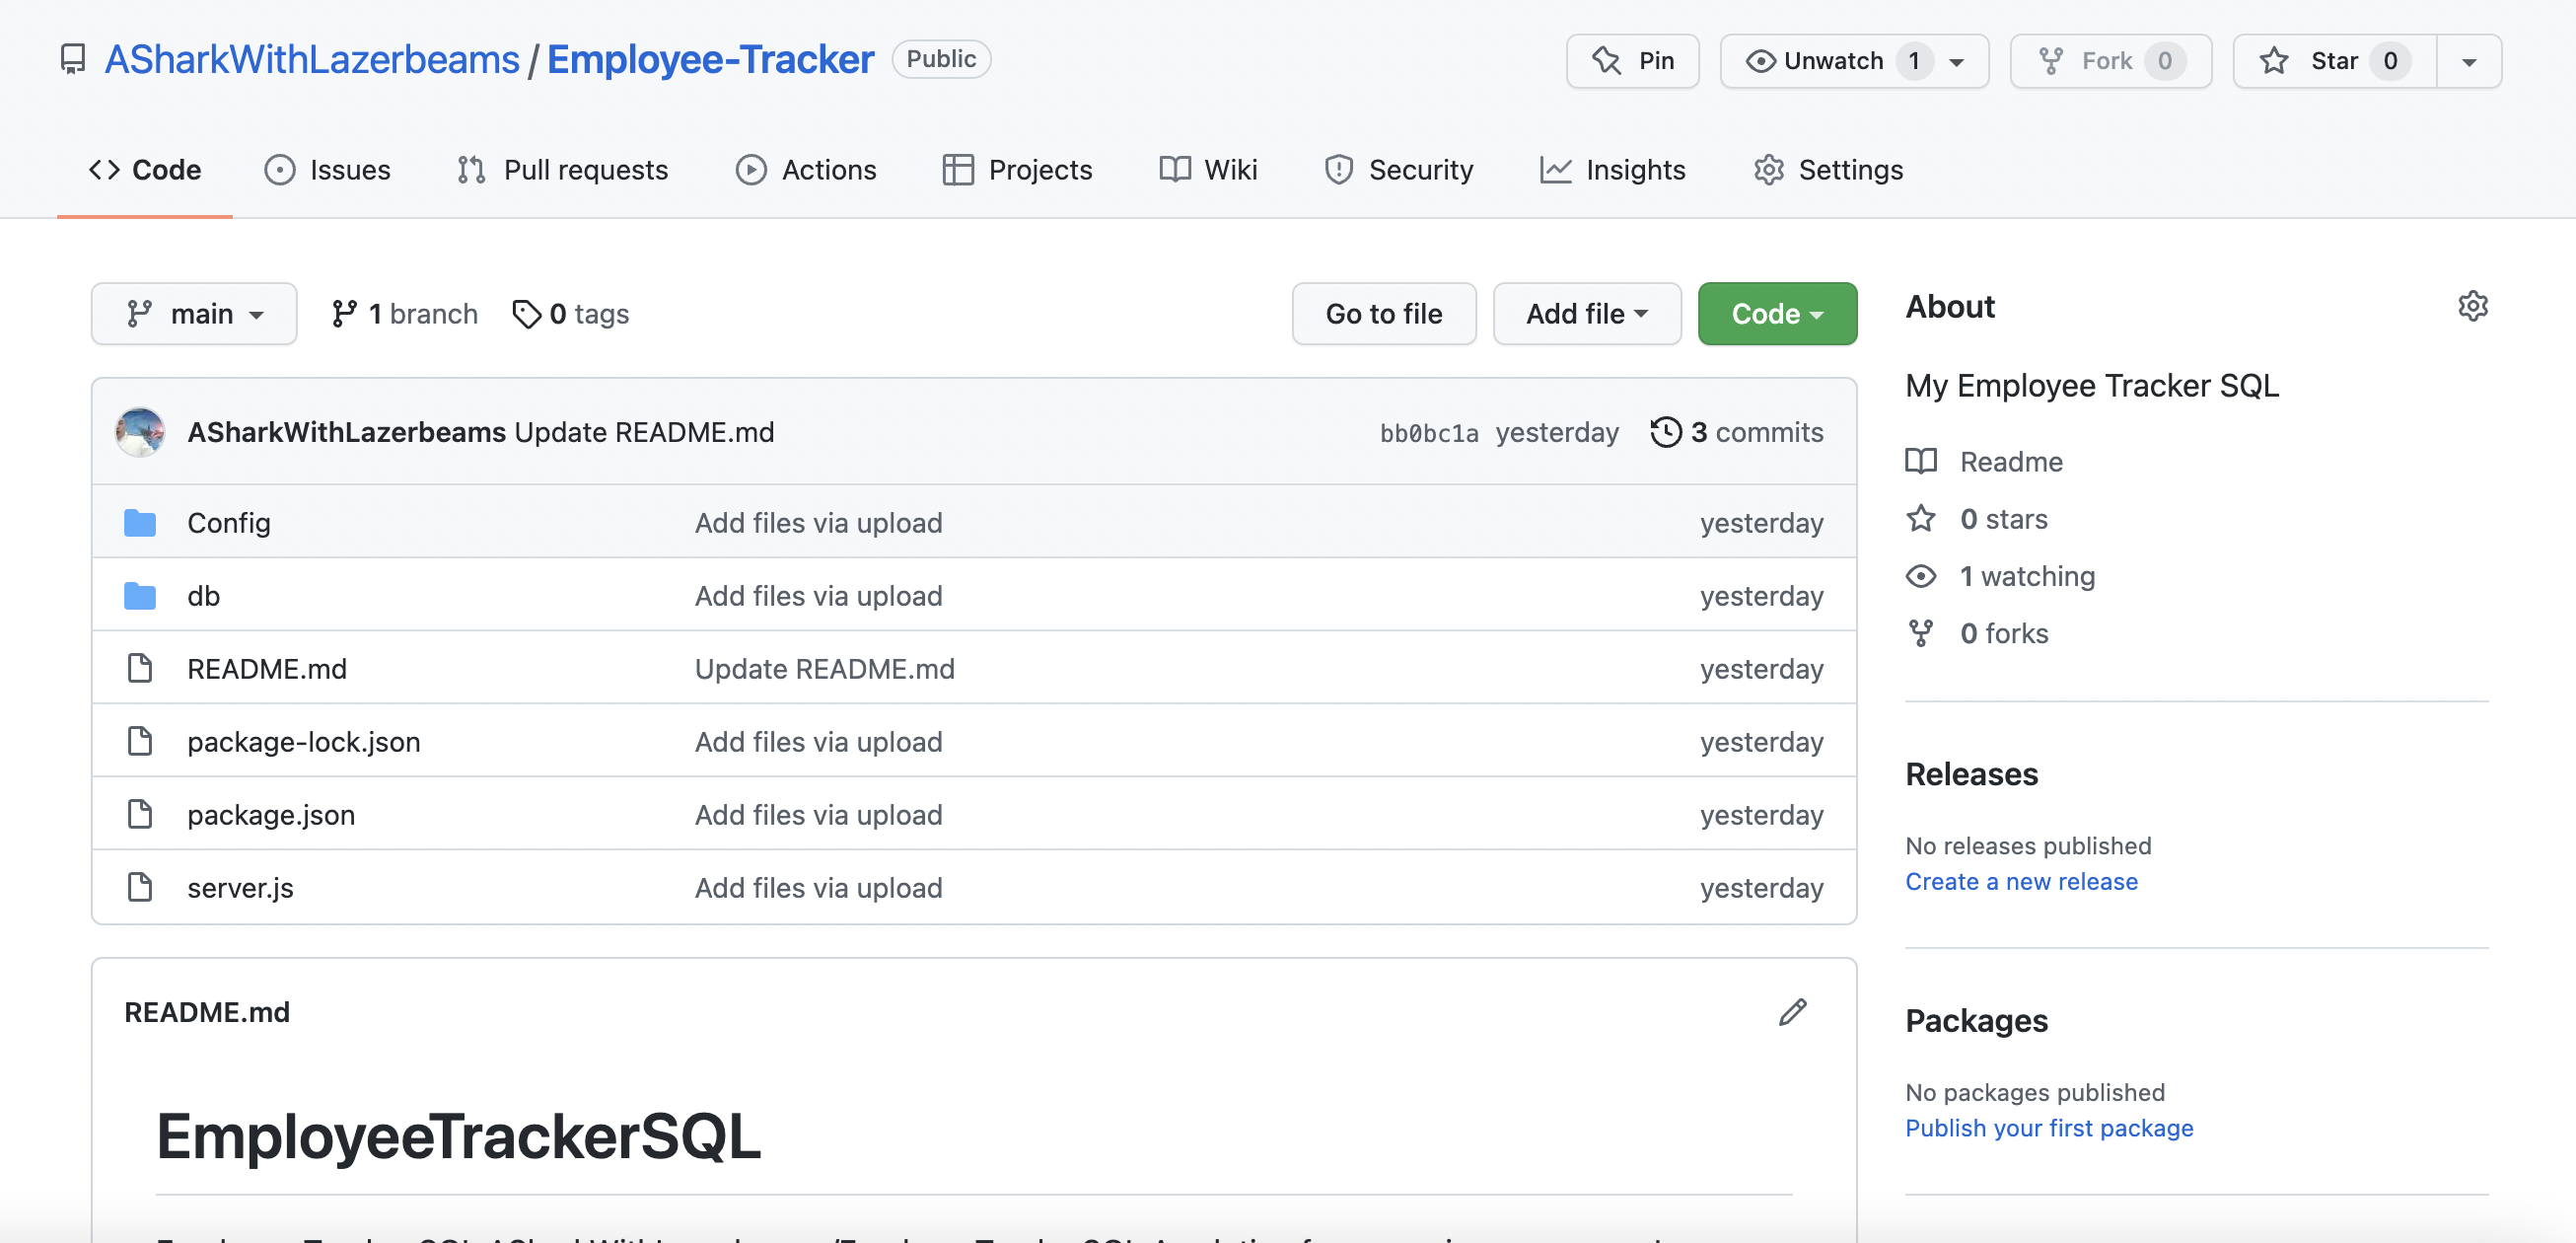 ASharkWithLazerbeams / Employee-Tracker Public
Pin
Unwatch 1
Fork 0
Star 0
Code
Issues
Pull requests
Actions
Projects
Wiki
Security
Insights
Settings
main
1 branch
0 tags
Go to file
Add file
Code
ASharkWithLazerbeams Update README.md
bb0bc1a yesterday
3 commits
Config Add files via upload yesterday
db Add files via upload yesterday
README.md Update README.md yesterday
package-lock.json Add files via upload yesterday
package.json Add files via upload yesterday
server.js Add files via upload yesterday
README.md
EmployeeTrackerSQL
About
My Employee Tracker SQL
Readme
0 stars
1 watching
0 forks
Releases
No releases published
Create a new release
Packages
No packages published
Publish your first package